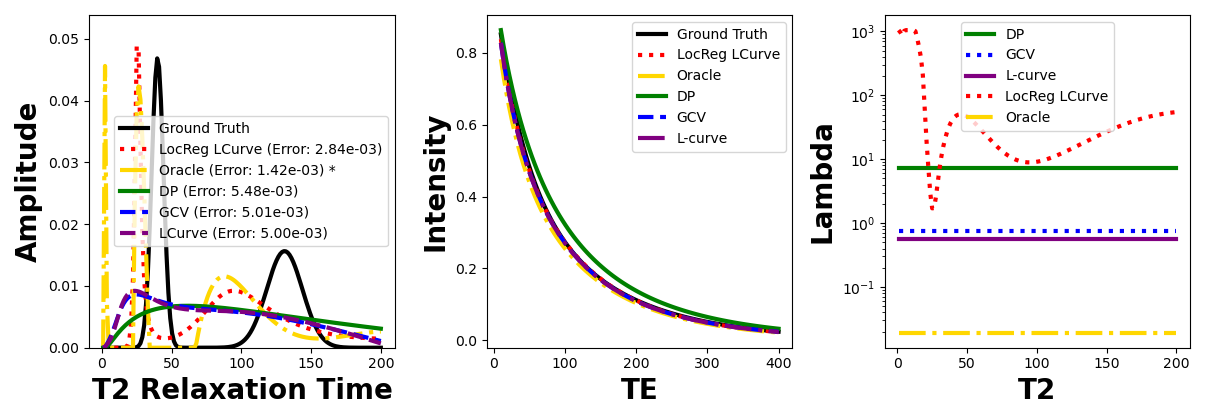 Amplitude
0.05
0.04
0.03
0.02
0.01
0.00
Ground Truth
LocReg LCurve (Error: 2.84e-03)
Oracle (Error: 1.42e-03) *
DP (Error: 5.48e-03)
GCV (Error: 5.01e-03)
LCurve (Error: 5.00e-03)
0 50 100 150 200
T2 Relaxation Time
Intensity
0.8
0.6
0.4
0.2
0.0
Ground Truth
LocReg LCurve
Oracle
DP
GCV
L-curve
0 100 200 300 400
TE
Lambda
10³
10²
10¹
10⁰
10⁻¹
DP
GCV
L-curve
LocReg LCurve
Oracle
0 50 100 150 200
T2